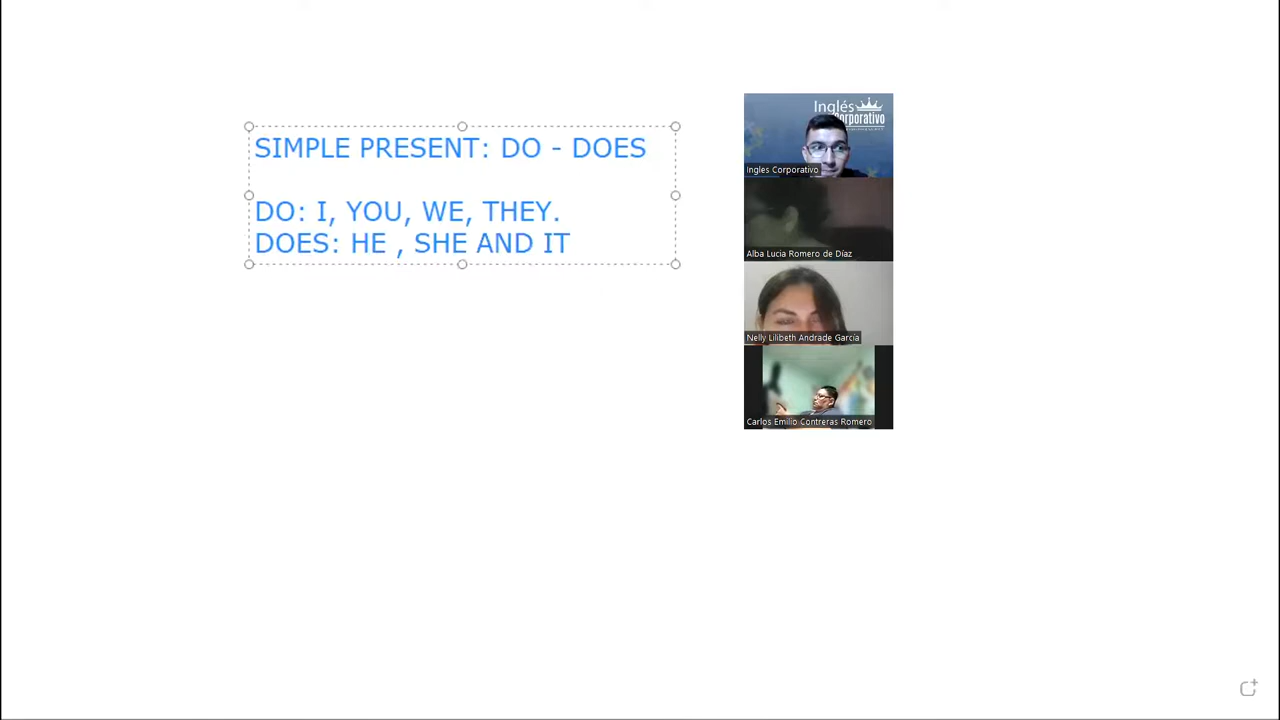 SIMPLE PRESENT: DO - DOES
DO: I, YOU, WE, THEY.
DOES: HE , SHE AND IT
Inglés
Corporativo
Ingles Corporativo
Alba Lucia Romero de Díaz
Nelly Lilibeth Andrade García
Carlos Emilio Contreras Romero